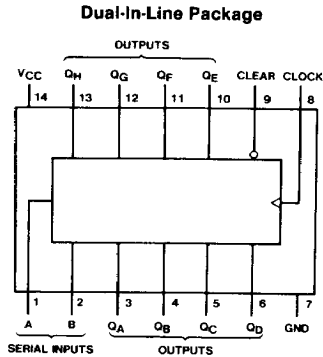 Dual-In-Line Package
OUTPUTS
VCC QH QG QF QE CLEAR CLOCK
14 13 12 11 10 9 8
1 2 3 4 5 6 7
A B QA QB QC QD GND
SERIAL INPUTS OUTPUTS